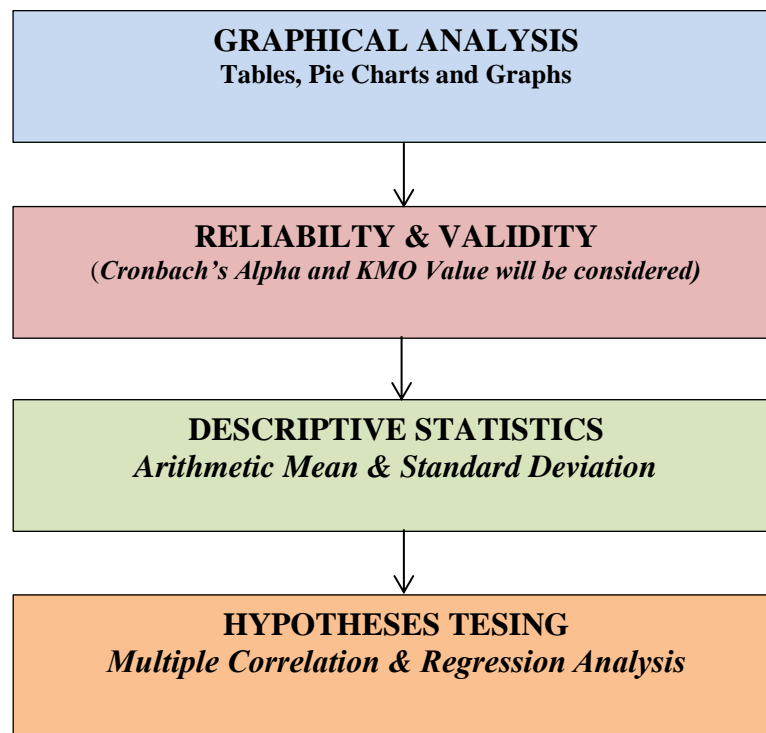 GRAPHICAL ANALYSIS
Tables, Pie Charts and Graphs
RELIABILTY & VALIDITY
(Cronbach’s Alpha and KMO Value will be considered)
DESCRIPTIVE STATISTICS
Arithmetic Mean & Standard Deviation
HYPOTHESES TESING
Multiple Correlation & Regression Analysis